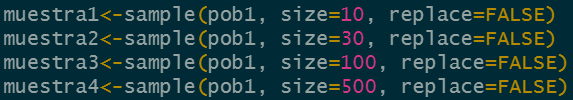 muestra1<-sample(pob1, size=10, replace=FALSE)
muestra2<-sample(pob1, size=30, replace=FALSE)
muestra3<-sample(pob1, size=100, replace=FALSE)
muestra4<-sample(pob1, size=500, replace=FALSE)